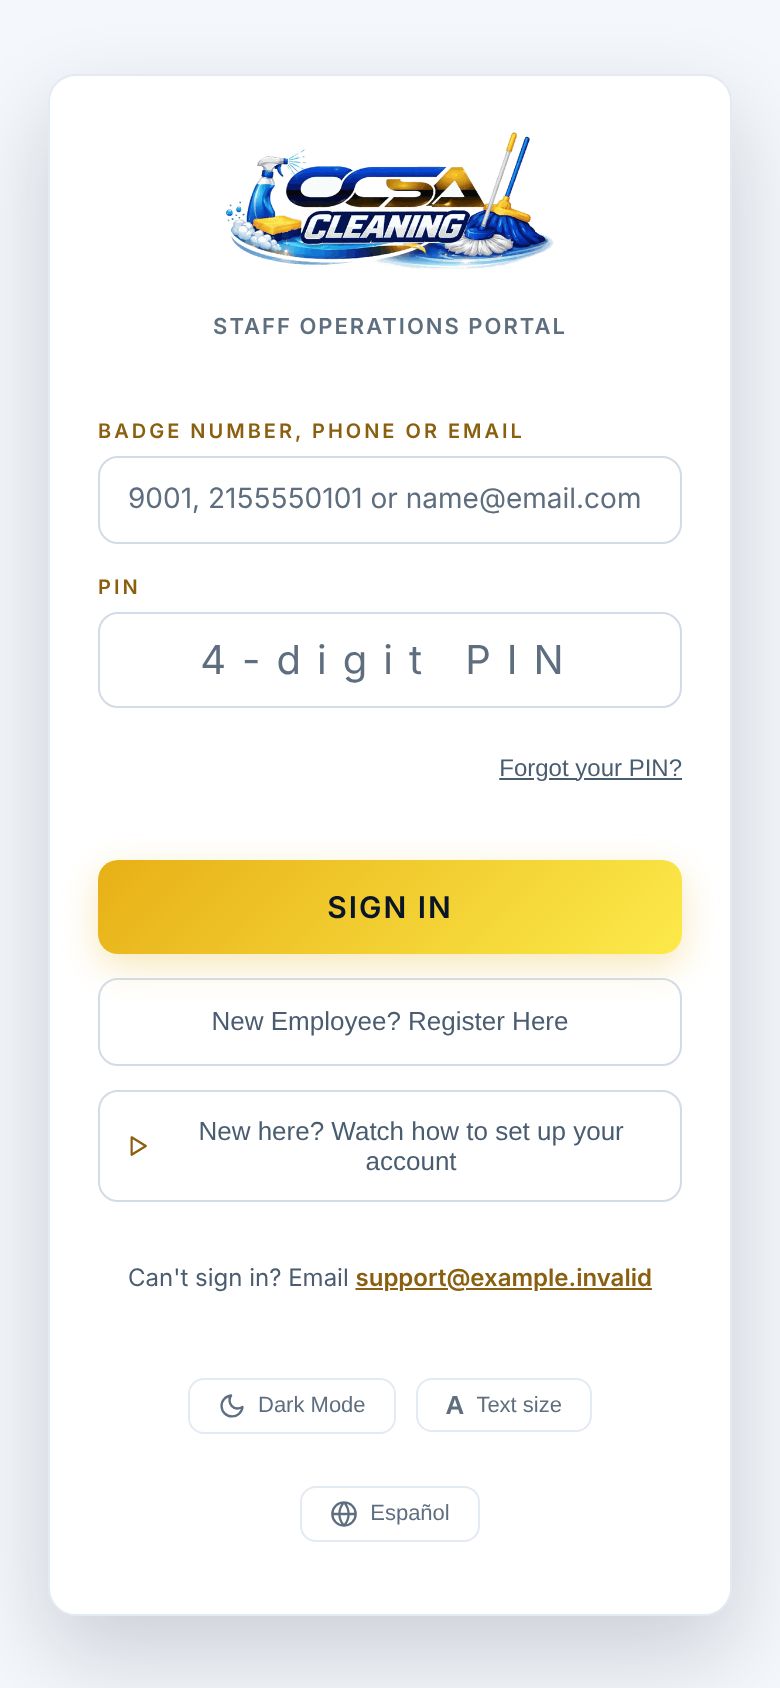 OCSA
CLEANING
STAFF OPERATIONS PORTAL
BADGE NUMBER, PHONE OR EMAIL
9001, 2155550101 or name@email.com
PIN
4-digit PIN
Forgot your PIN?
SIGN IN
New Employee? Register Here
New here? Watch how to set up your
account
Can't sign in? Email support@example.invalid
Dark Mode
A Text size
Español